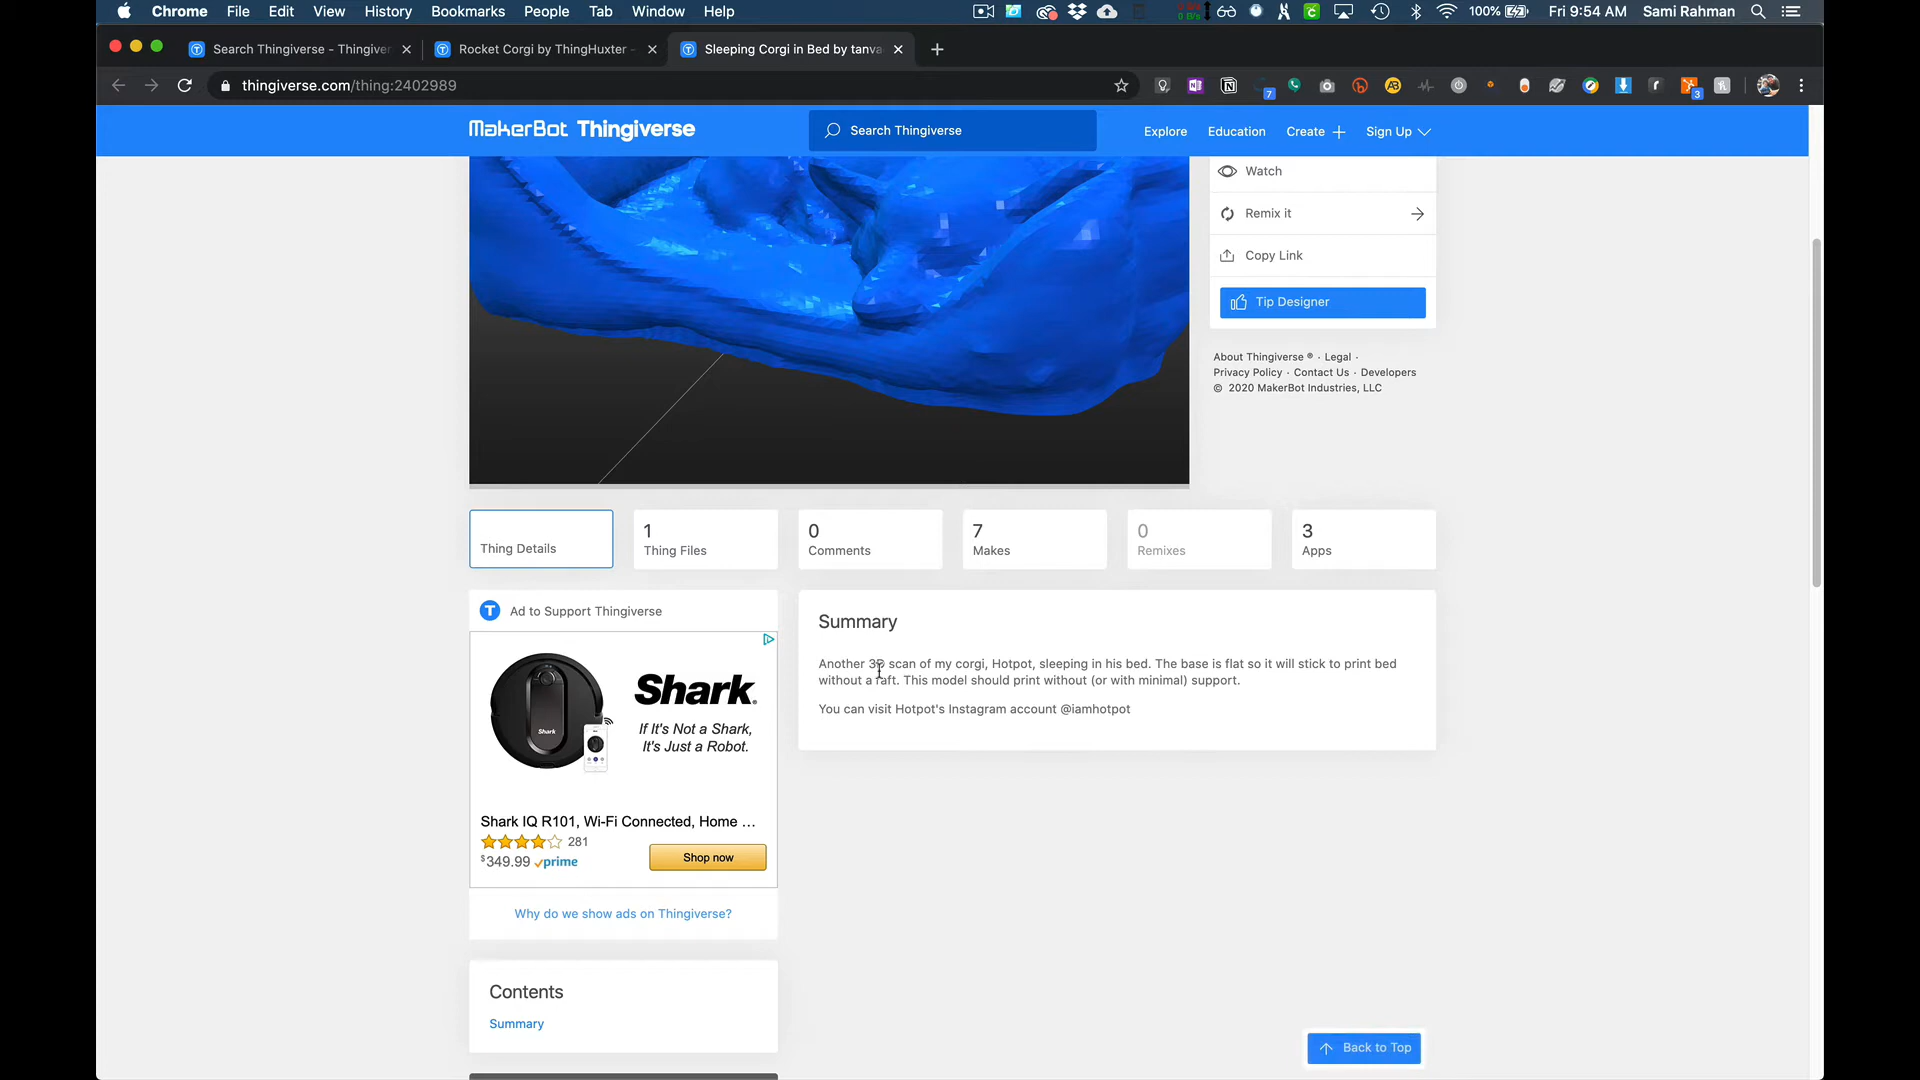 Chrome File Edit View History Bookmarks People Tab Window Help 100% Fri 9:54 AM Sami Rahman
Search Thingiverse - Thingiver
Rocket Corgi by ThingHuxter -
Sleeping Corgi in Bed by tanva
thingiverse.com/thing:2402989
7
3
MakerBot Thingiverse
Search Thingiverse
Explore Education Create Sign Up
Watch
Remix it
Copy Link
Tip Designer
About Thingiverse ® · Legal ·
Privacy Policy · Contact Us · Developers
© 2020 MakerBot Industries, LLC
Thing Details
1
Thing Files
0
Comments
7
Makes
0
Remixes
3
Apps
Ad to Support Thingiverse
Shark
Shark.
If It's Not a Shark,
It's Just a Robot.
Shark IQ R101, Wi-Fi Connected, Home ...
281
$349.99 prime
Shop now
Why do we show ads on Thingiverse?
Summary
Another 3D scan of my corgi, Hotpot, sleeping in his bed. The base is flat so it will stick to print bed
without a raft. This model should print without (or with minimal) support.
You can visit Hotpot's Instagram account @iamhotpot
Contents
Summary
Back to Top